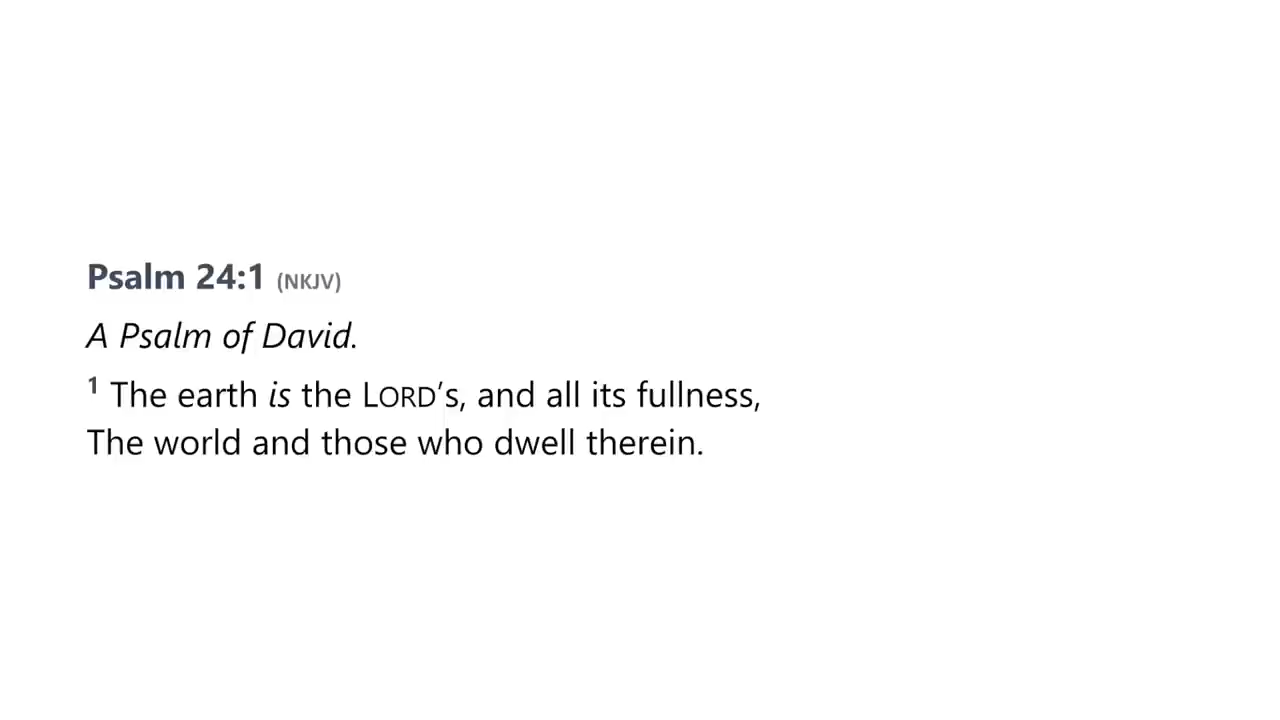 Psalm 24:1 (NKJV)
A Psalm of David.
1 The earth is the LORD’s, and all its fullness,
The world and those who dwell therein.